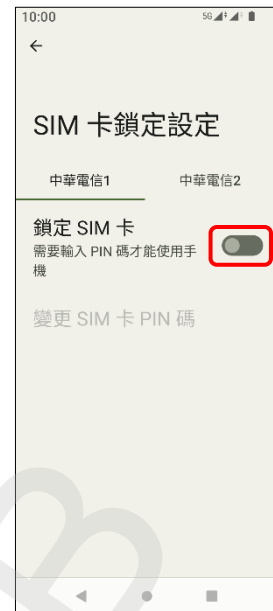 10:00 5G
SIM 卡鎖定設定
中華電信1 中華電信2
鎖定 SIM 卡
需要輸入 PIN 碼才能使用手
機
變更 SIM 卡 PIN 碼